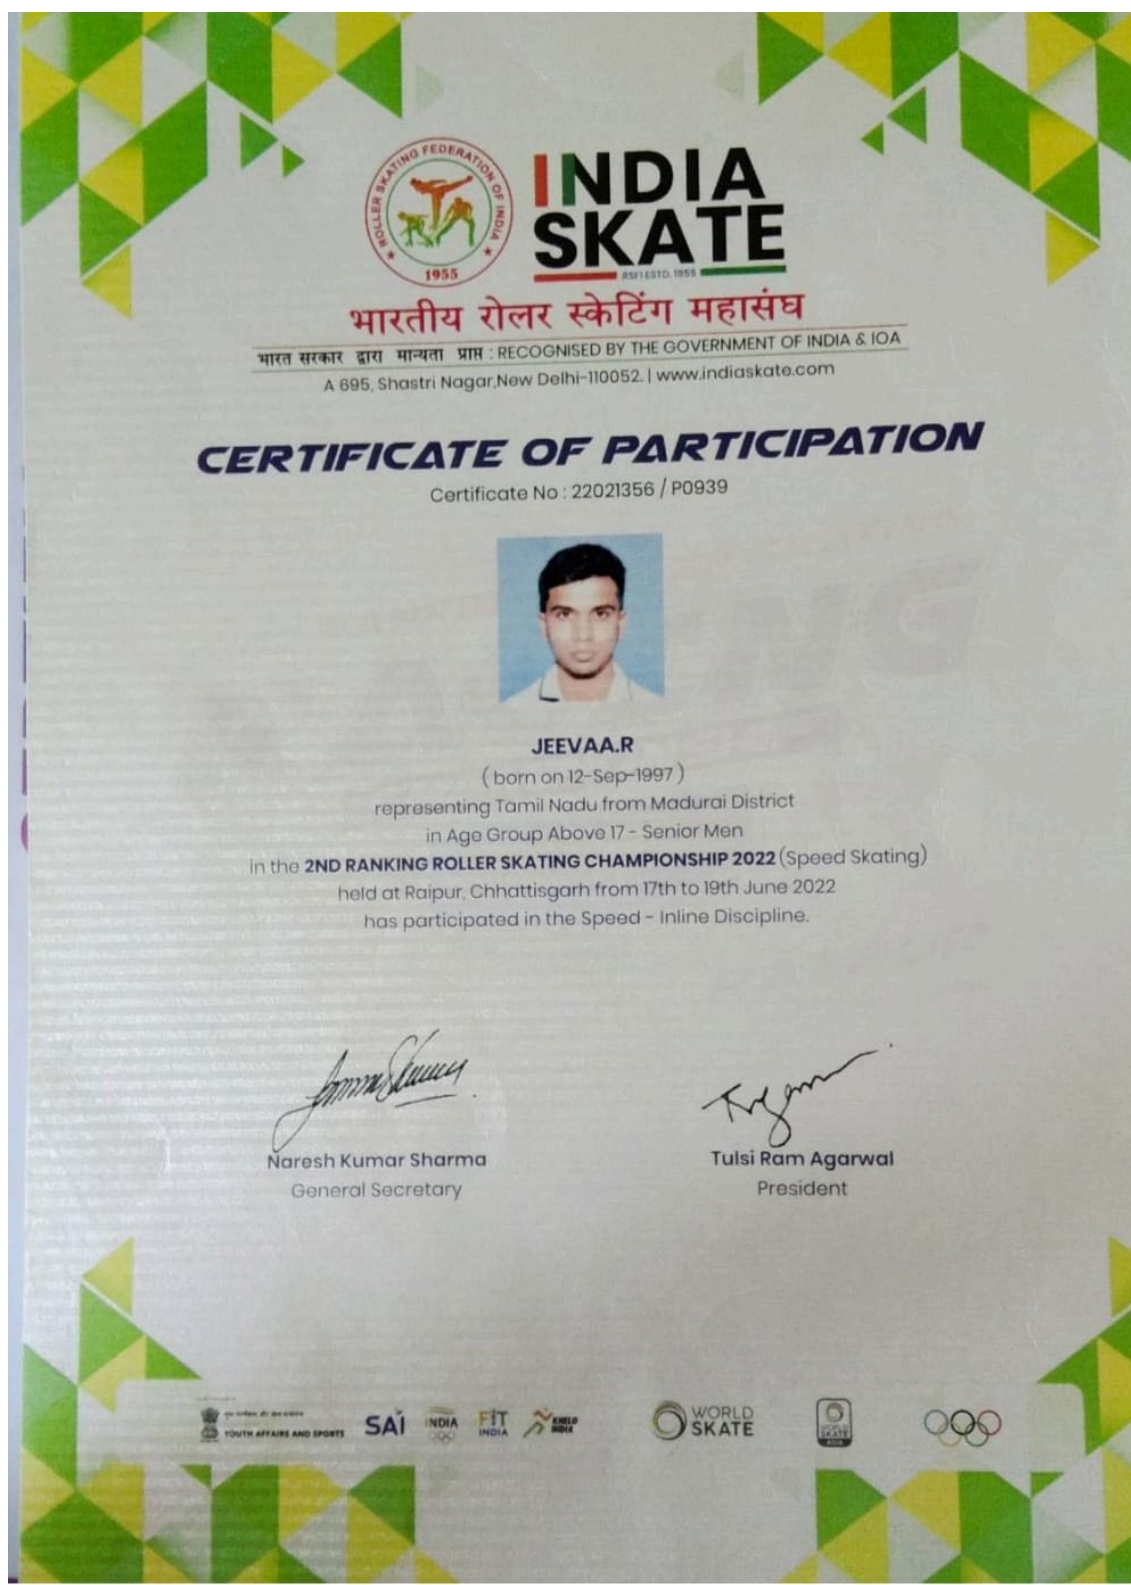 ROLLER SKATING FEDERATION OF INDIA
1955
INDIA
SKATE
RSFI ESTD. 1955
भारतीय रोलर स्केटिंग महासंघ
भारत सरकार द्वारा मान्यता प्राप्त : RECOGNISED BY THE GOVERNMENT OF INDIA & IOA
A 695, Shastri Nagar,New Delhi-110052. | www.indiaskate.com
CERTIFICATE OF PARTICIPATION
Certificate No : 22021356 / P0939
JEEVAA.R
( born on 12-Sep-1997 )
representing Tamil Nadu from Madurai District
in Age Group Above 17 - Senior Men
in the 2ND RANKING ROLLER SKATING CHAMPIONSHIP 2022 (Speed Skating)
held at Raipur, Chhattisgarh from 17th to 19th June 2022
has participated in the Speed - Inline Discipline.
Naresh Kumar Sharma
General Secretary
Tulsi Ram Agarwal
President
YOUTH AFFAIRS AND SPORTS
SAI
INDIA
FIT
INDIA
KHELO
INDIA
WORLD
SKATE
WORLD
SKATE
ASIA